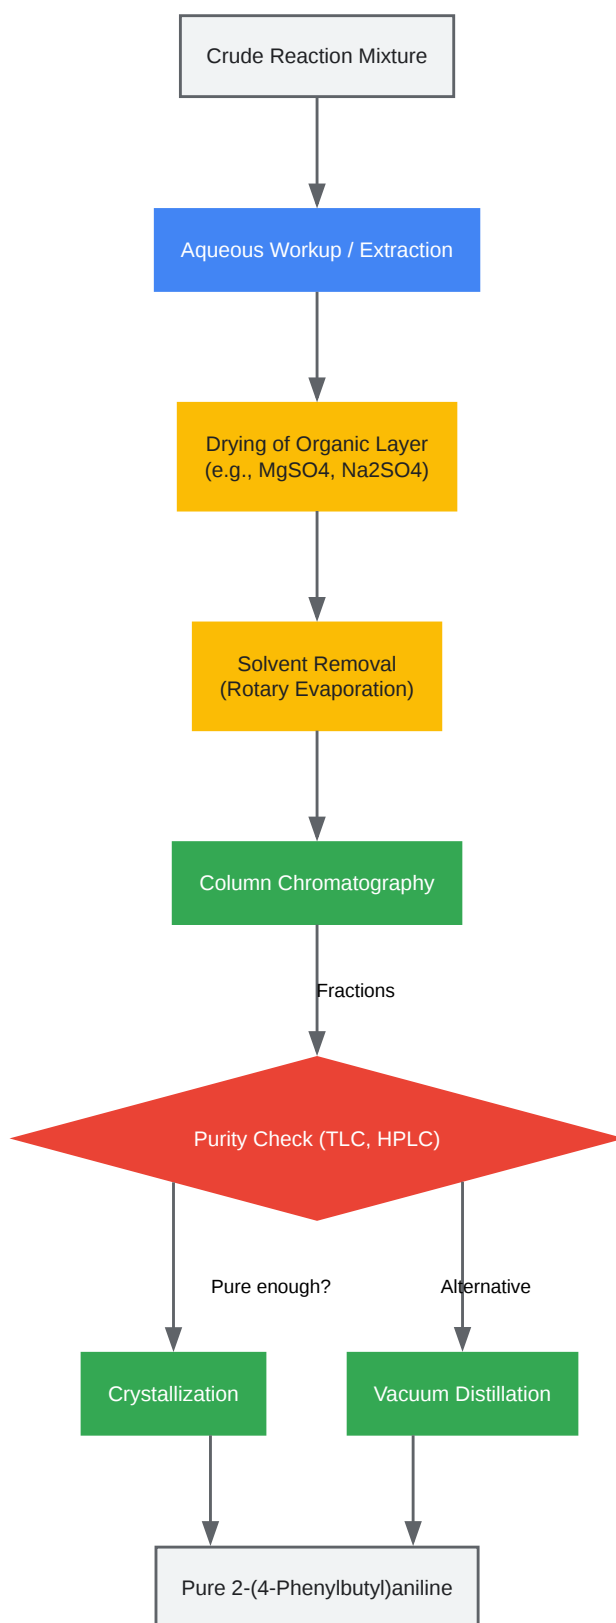 Crude Reaction Mixture
Aqueous Workup / Extraction
Drying of Organic Layer
(e.g., MgSO4, Na2SO4)
Solvent Removal
(Rotary Evaporation)
Column Chromatography
Fractions
Purity Check (TLC, HPLC)
Pure enough?
Alternative
Crystallization
Vacuum Distillation
Pure 2-(4-Phenylbutyl)aniline